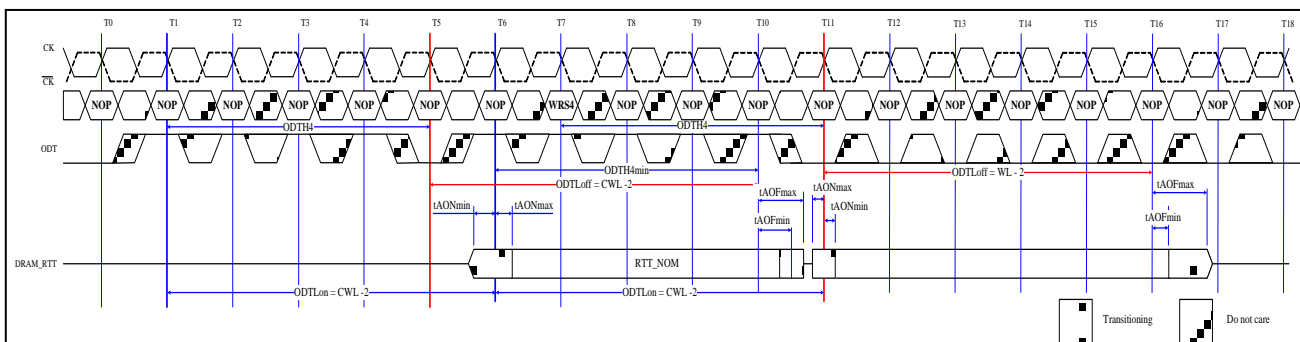 T0 T1 T2 T3 T4 T5 T6 T7 T8 T9 T10 T11 T12 T13 T14 T15 T16 T17 T18
CK
CK
NOP NOP NOP NOP NOP NOP NOP WRS4 NOP NOP NOP NOP NOP NOP NOP NOP NOP NOP NOP
ODTH4 ODTH4
ODT
ODTH4min ODTLoff = WL - 2
ODTLoff = CWL -2
tAOFmax tAONmax tAOFmax
tAONmin tAONmax tAONmin
tAOFmin tAOFmin
DRAM_RTT RTT_NOM
ODTLon = CWL -2 ODTLon = CWL -2
Transitioning Do not care